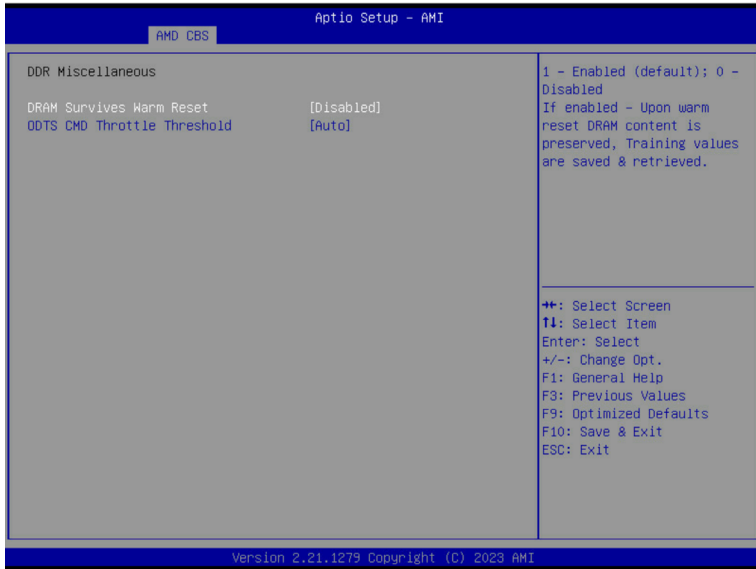 Aptio Setup - AMI
AMD CBS
DDR Miscellaneous
DRAM Survives Warm Reset [Disabled]
ODTS CMD Throttle Threshold [Auto]
1 - Enabled (default); 0 -
Disabled
If enabled - Upon warm
reset DRAM content is
preserved, Training values
are saved & retrieved.
→←: Select Screen
↑↓: Select Item
Enter: Select
+/-: Change Opt.
F1: General Help
F3: Previous Values
F9: Optimized Defaults
F10: Save & Exit
ESC: Exit
Version 2.21.1279 Copyright (C) 2023 AMI